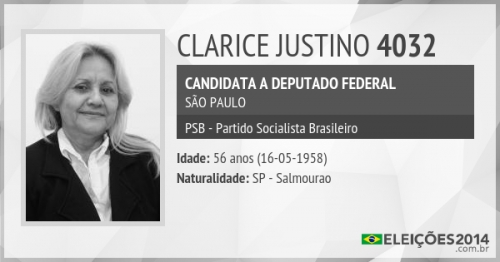 CLARICE JUSTINO 4032
CANDIDATA A DEPUTADO FEDERAL
SÃO PAULO
PSB - Partido Socialista Brasileiro
Idade: 56 anos (16-05-1958)
Naturalidade: SP - Salmourao
ELEIÇÕES2014
.com.br